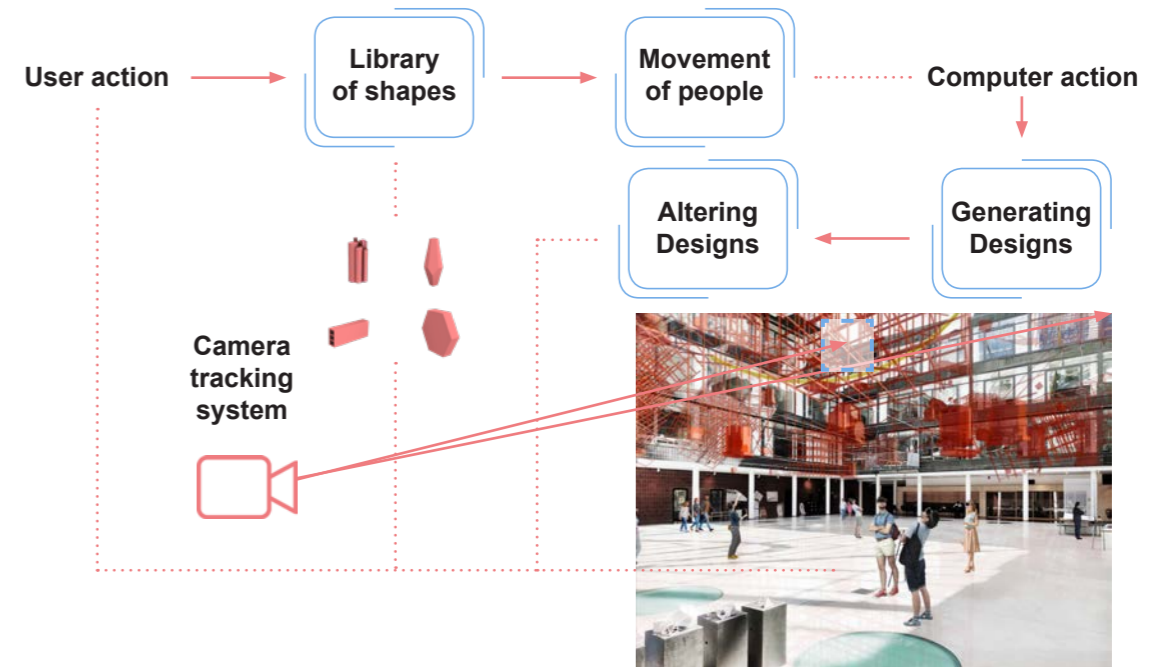 User action
Library
of shapes
Movement
of people
Computer action
Altering
Designs
Generating
Designs
Camera
tracking
system